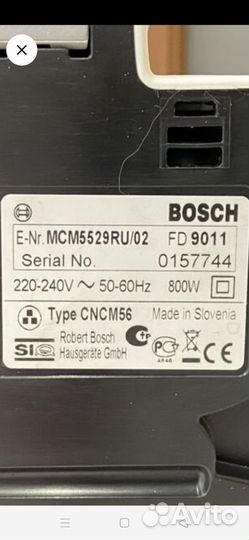 BOSCH
E-Nr. MCM5529RU/02 FD 9011
Serial No. 0157744
220-240V ~ 50-60Hz 800W
Type CNCM56 Made in Slovenia
SiQ Robert Bosch
Hausgeräte GmbH
Avito